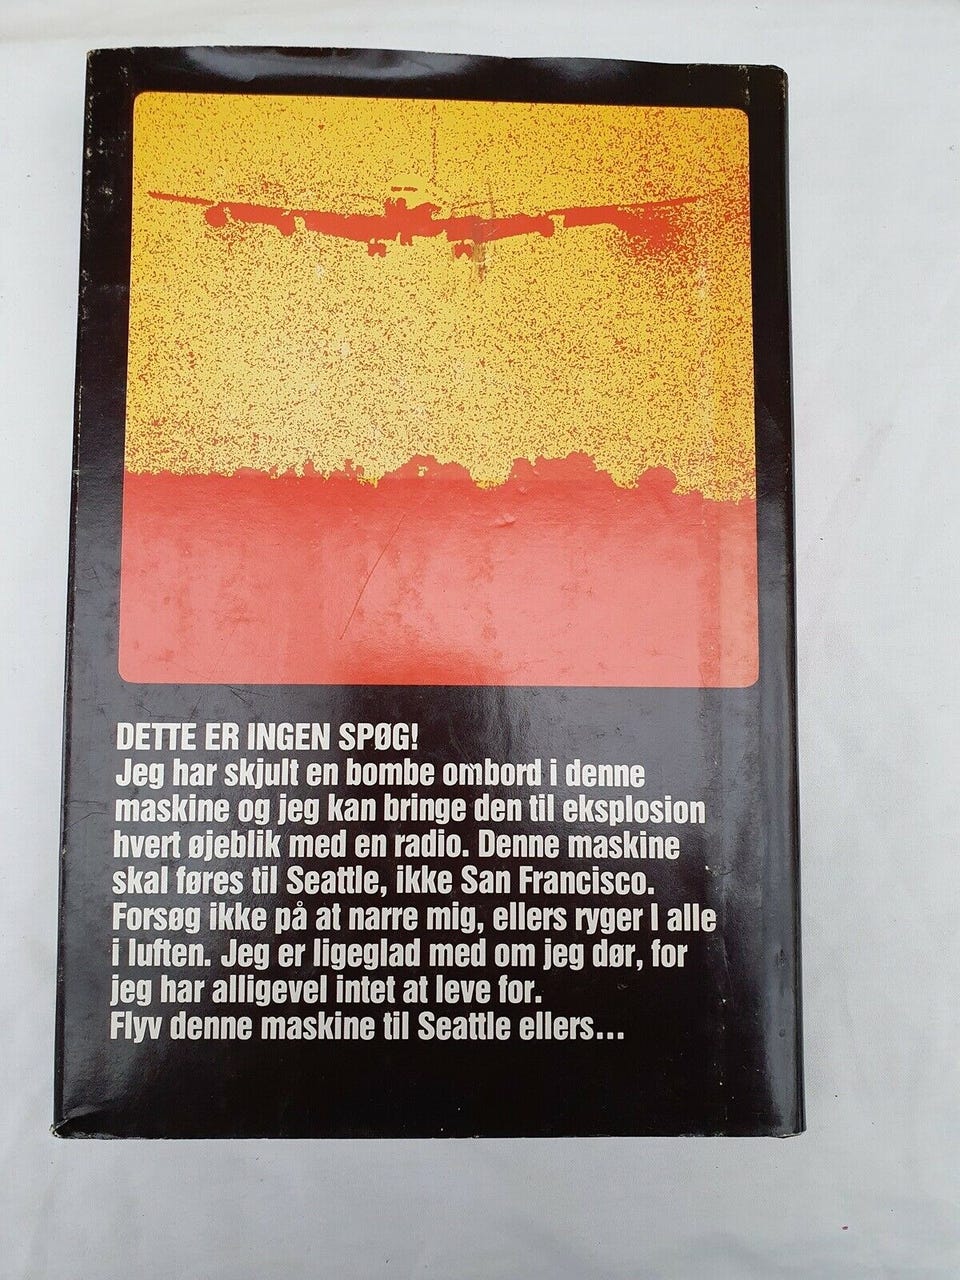 DETTE ER INGEN SPØG!
Jeg har skjult en bombe ombord i denne
maskine og jeg kan bringe den til eksplosion
hvert øjeblik med en radio. Denne maskine
skal føres til Seattle, ikke San Francisco.
Forsøg ikke på at narre mig, ellers ryger I alle
i luften. Jeg er ligeglad med om jeg dør, for
jeg har alligevel intet at leve for.
Flyv denne maskine til Seattle ellers...